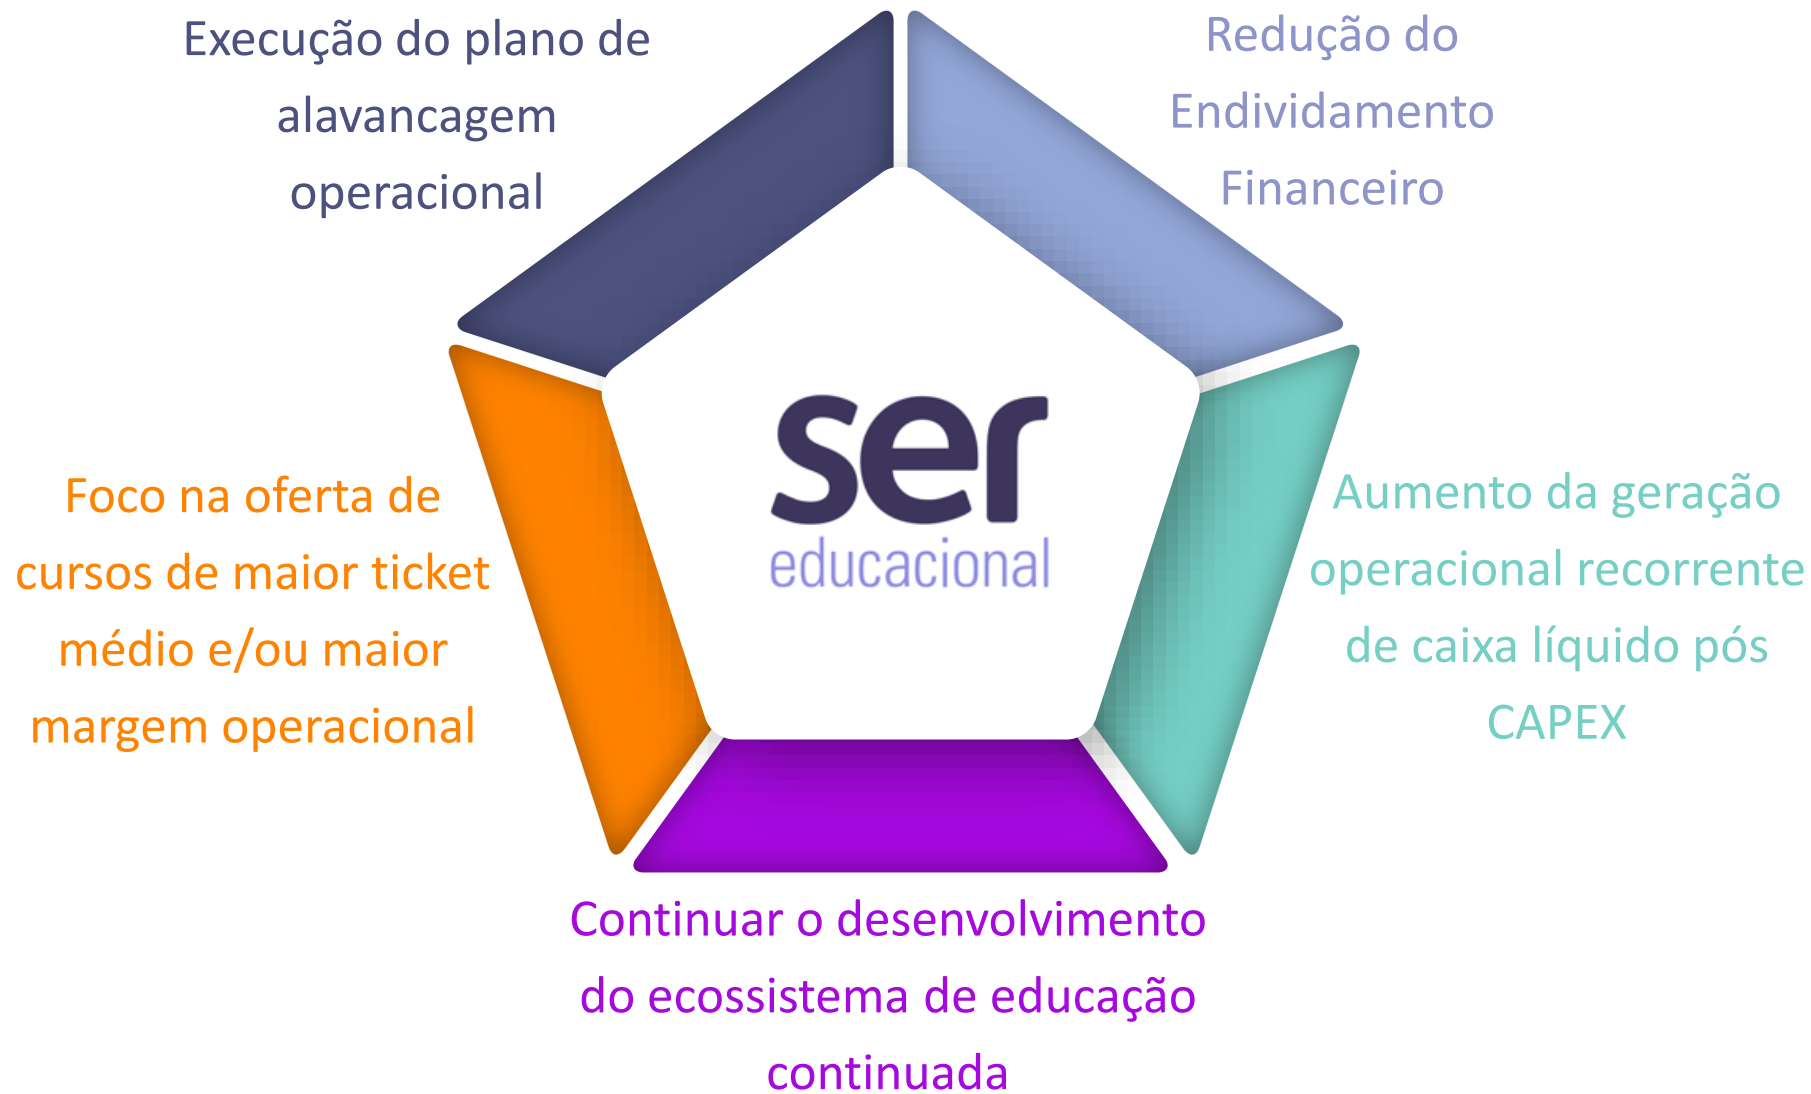 Execução do plano de
alavancagem
operacional
Redução do
Endividamento
Financeiro
ser
educacional
Foco na oferta de
cursos de maior ticket
médio e/ou maior
margem operacional
Aumento da geração
operacional recorrente
de caixa líquido pós
CAPEX
Continuar o desenvolvimento
do ecossistema de educação
continuada